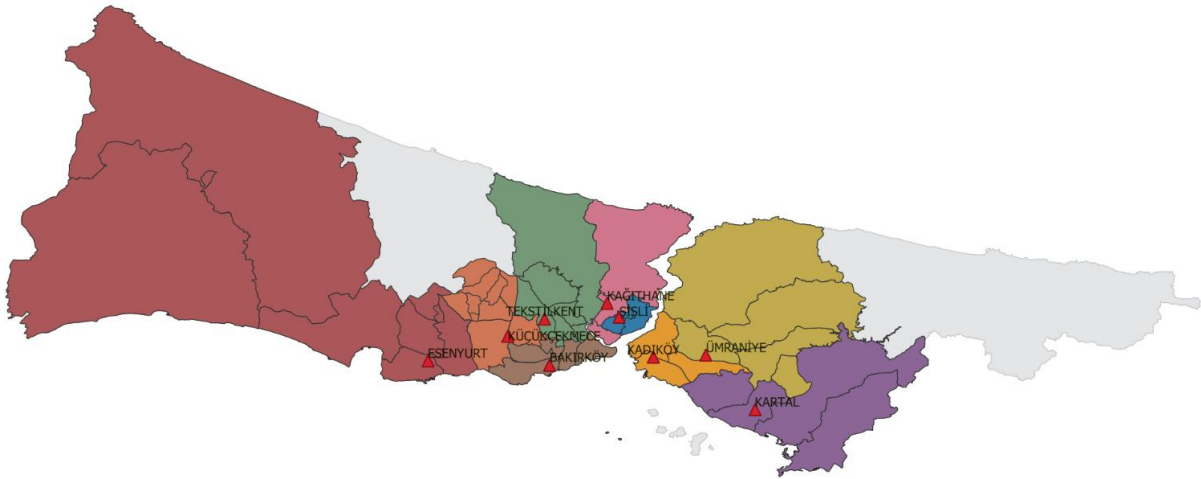 KAĞITHANE
ŞİŞLİ
TEKSTİLKENT
KÜÇÜKÇEKMECE
ESENYURT
BAKIRKÖY
KADIKÖY
ÜMRANİYE
KARTAL